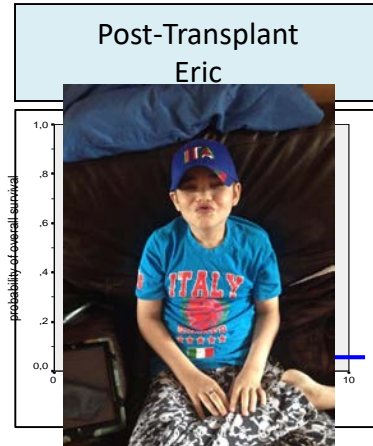 Post-Transplant
Eric
probability of overall survival
1,0
,8
,6
,4
,2
0,0
0
10
ITA
ITALY